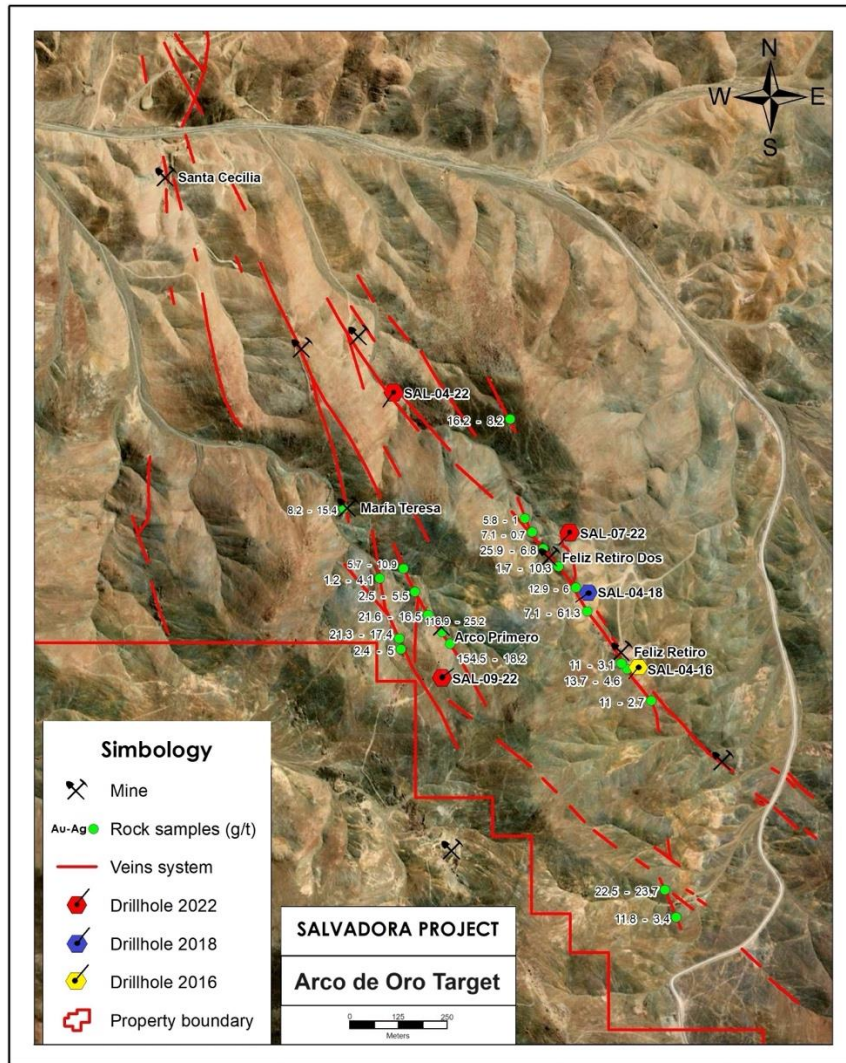 N
W E
S
Santa Cecilia
SAL-04-22
16.2 - 8.2
8.2 - 15.4
María Teresa
5.8 - 1
7.1 - 0.7
SAL-07-22
25.9 - 6.8
Feliz Retiro Dos
1.7 - 10.3
5.7 - 10.9
1.2 - 4.1
2.5 - 5.5
12.9 - 6
SAL-04-18
21.6 - 16.5
116.9 - 25.2
7.1 - 61.3
21.3 - 17.4
Arco Primero
2.4 - 5
154.5 - 18.2
Feliz Retiro
11 - 3.1
SAL-04-16
13.7 - 4.6
SAL-09-22
11 - 2.7
22.5 - 23.7
11.8 - 3.4
Simbology
Mine
Au-Ag Rock samples (g/t)
Veins system
Drillhole 2022
Drillhole 2018
Drillhole 2016
Property boundary
SALVADORA PROJECT
Arco de Oro Target
0 125 250
Meters